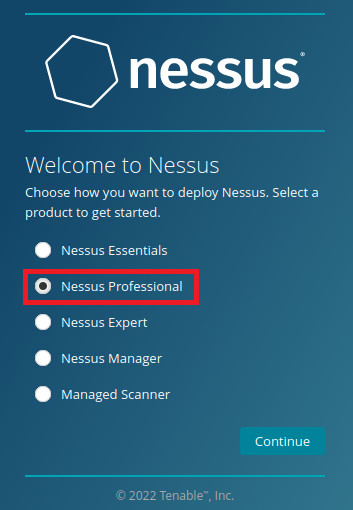 nessus®
Welcome to Nessus
Choose how you want to deploy Nessus. Select a
product to get started.
Nessus Essentials
Nessus Professional
Nessus Expert
Nessus Manager
Managed Scanner
Continue
© 2022 Tenable™, Inc.